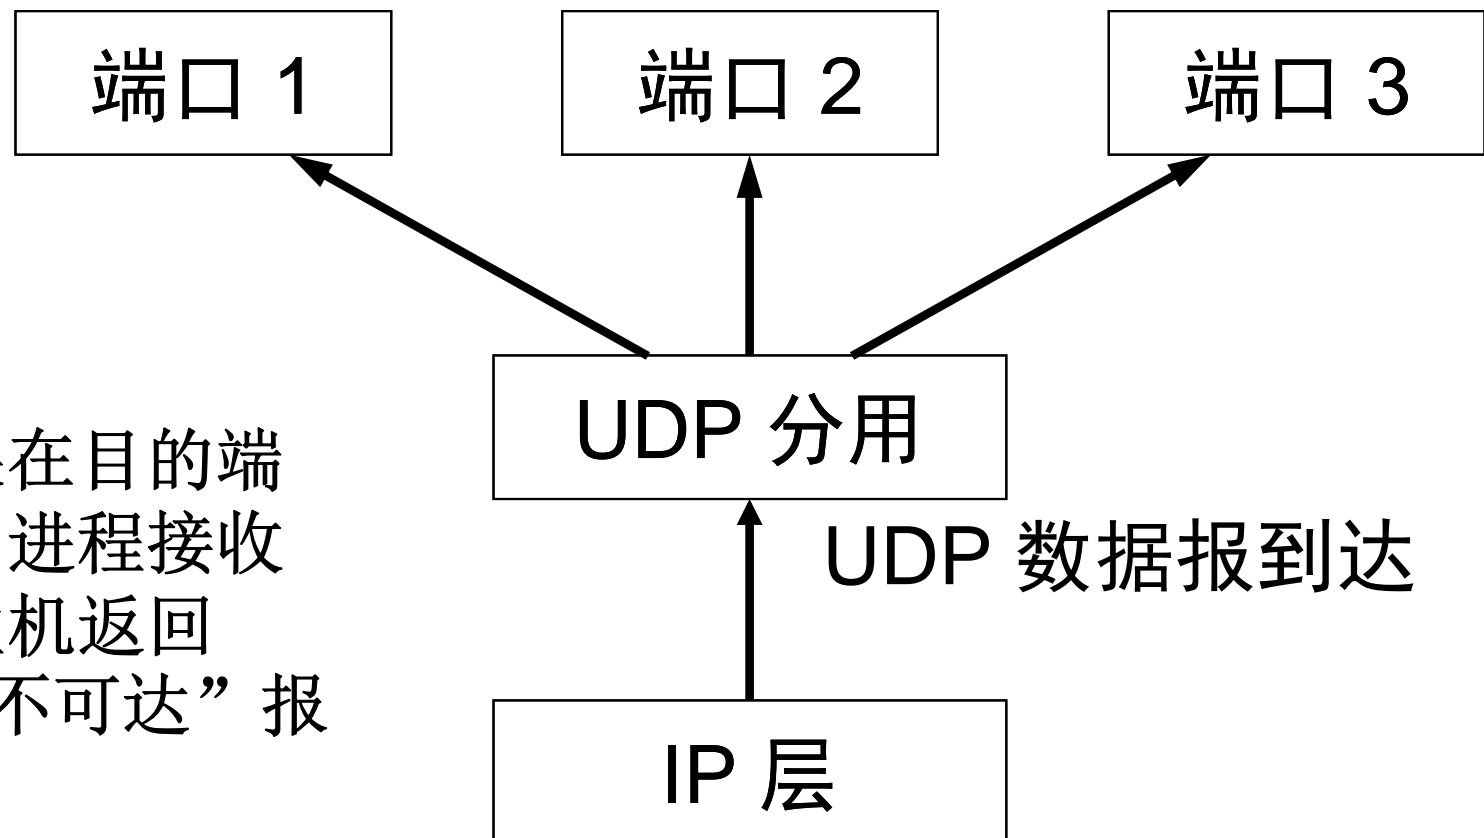 端口 1
端口 2
端口 3
UDP 分用
在目的端
进程接收
机返回
不可达”报
UDP 数据报到达
IP 层